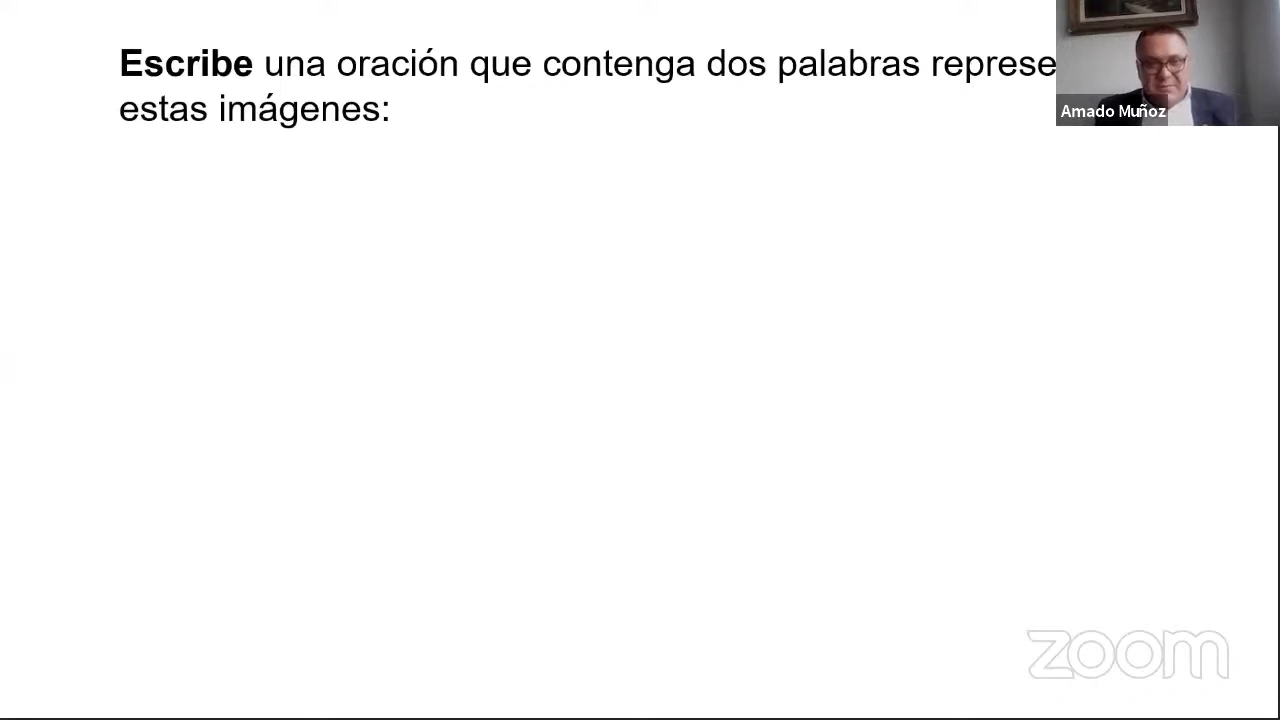 Escribe una oración que contenga dos palabras represe
estas imágenes:
Amado Muñoz
zoom